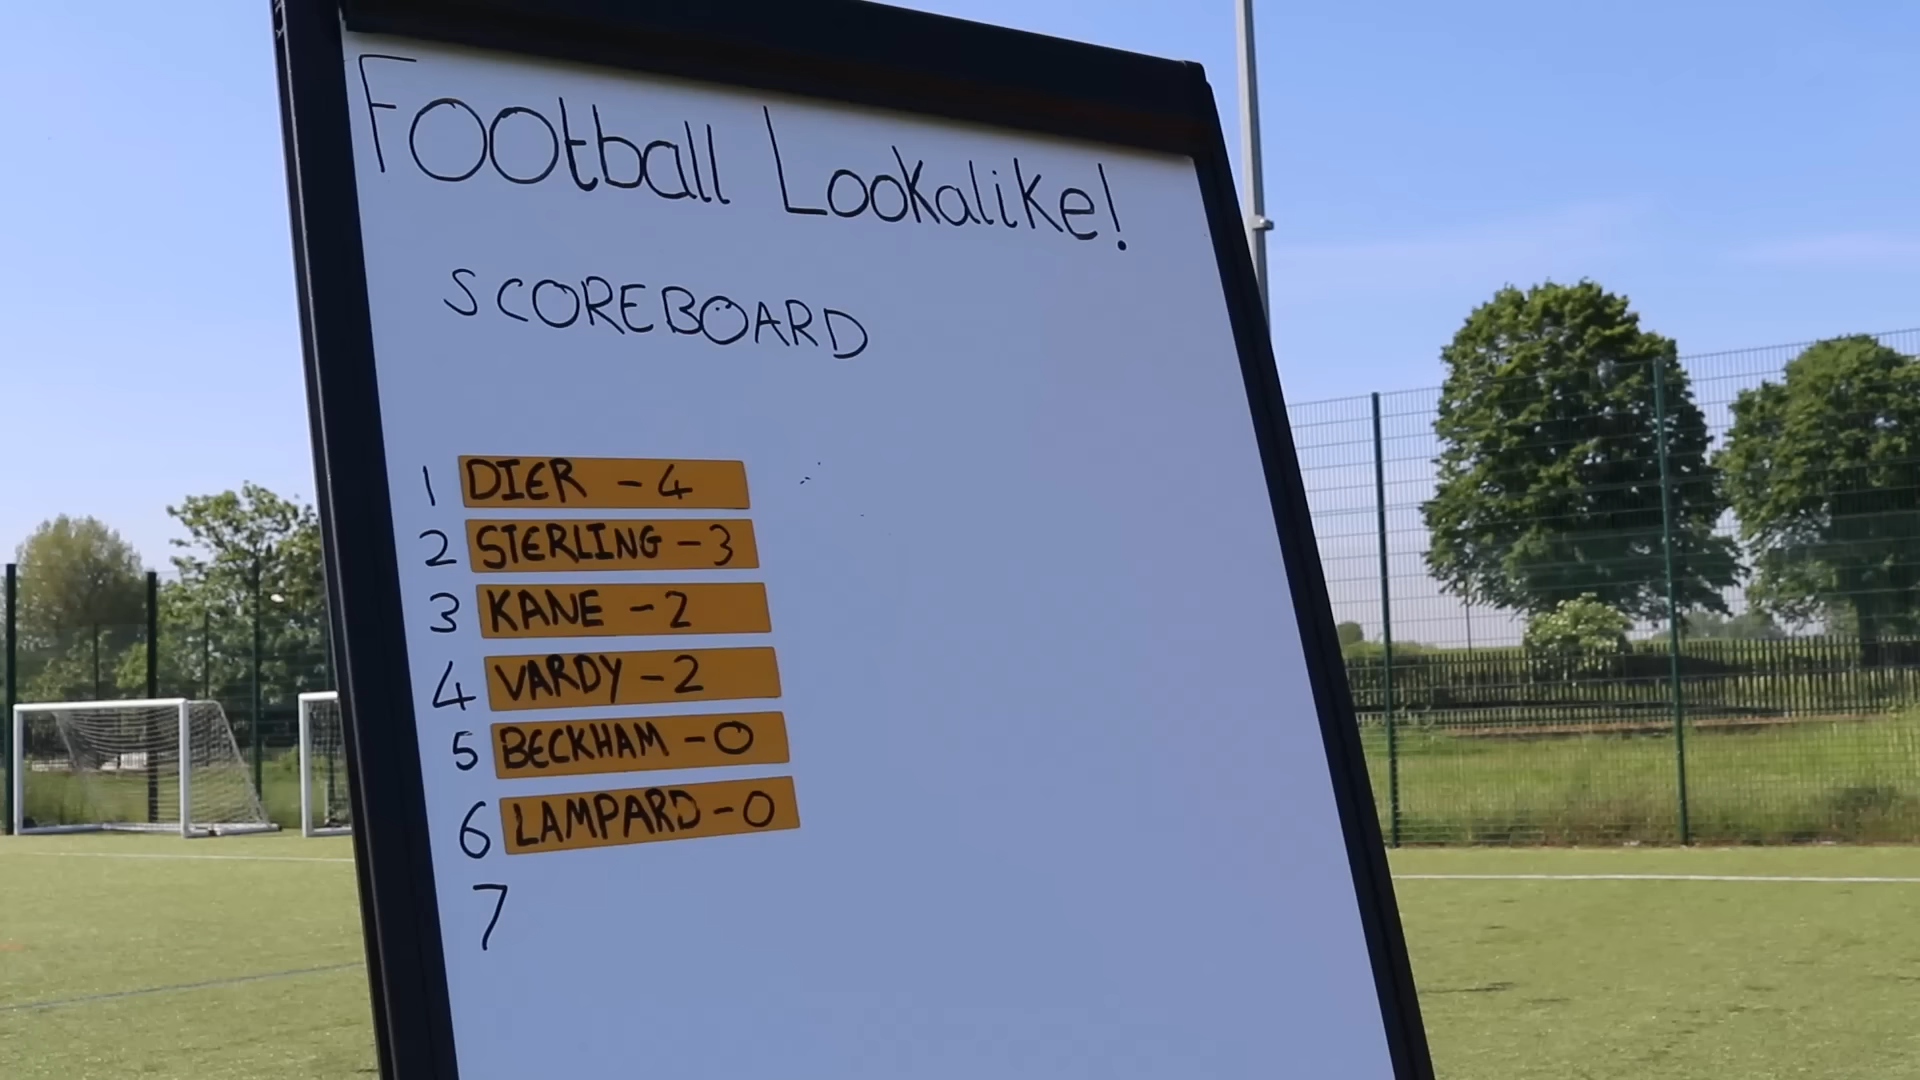 Football Lookalike!
SCOREBOARD
1 DIER - 4
2 STERLING - 3
3 KANE - 2
4 VARDY - 2
5 BECKHAM - 0
6 LAMPARD - 0
7